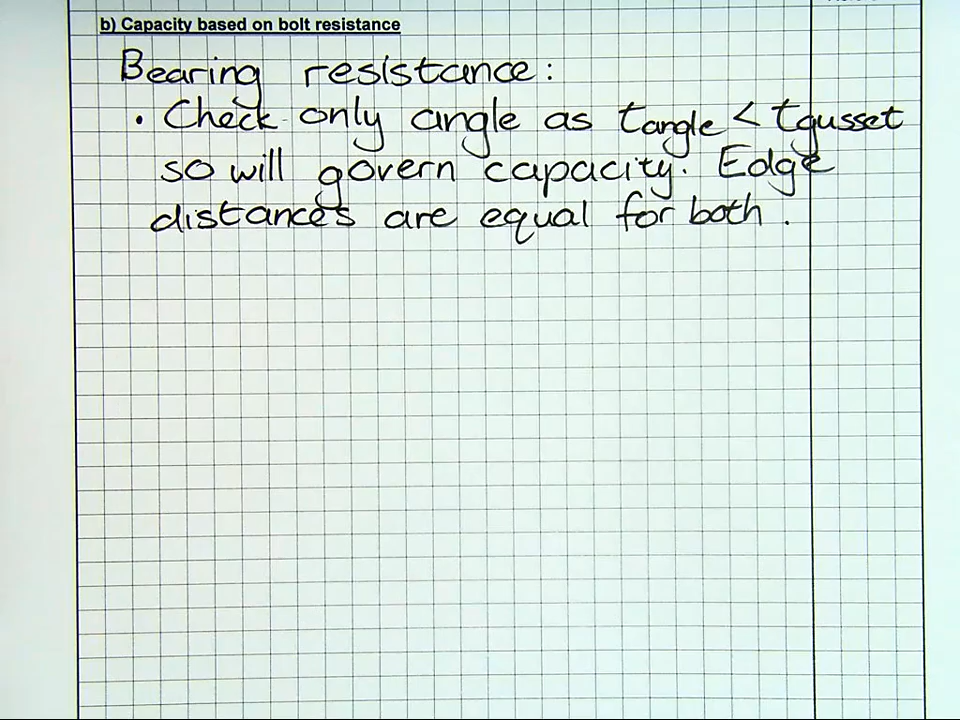 b) Capacity based on bolt resistance
Bearing resistance:
• Check only angle as tangle < tgusset
so will govern capacity. Edge
distances are equal for both.